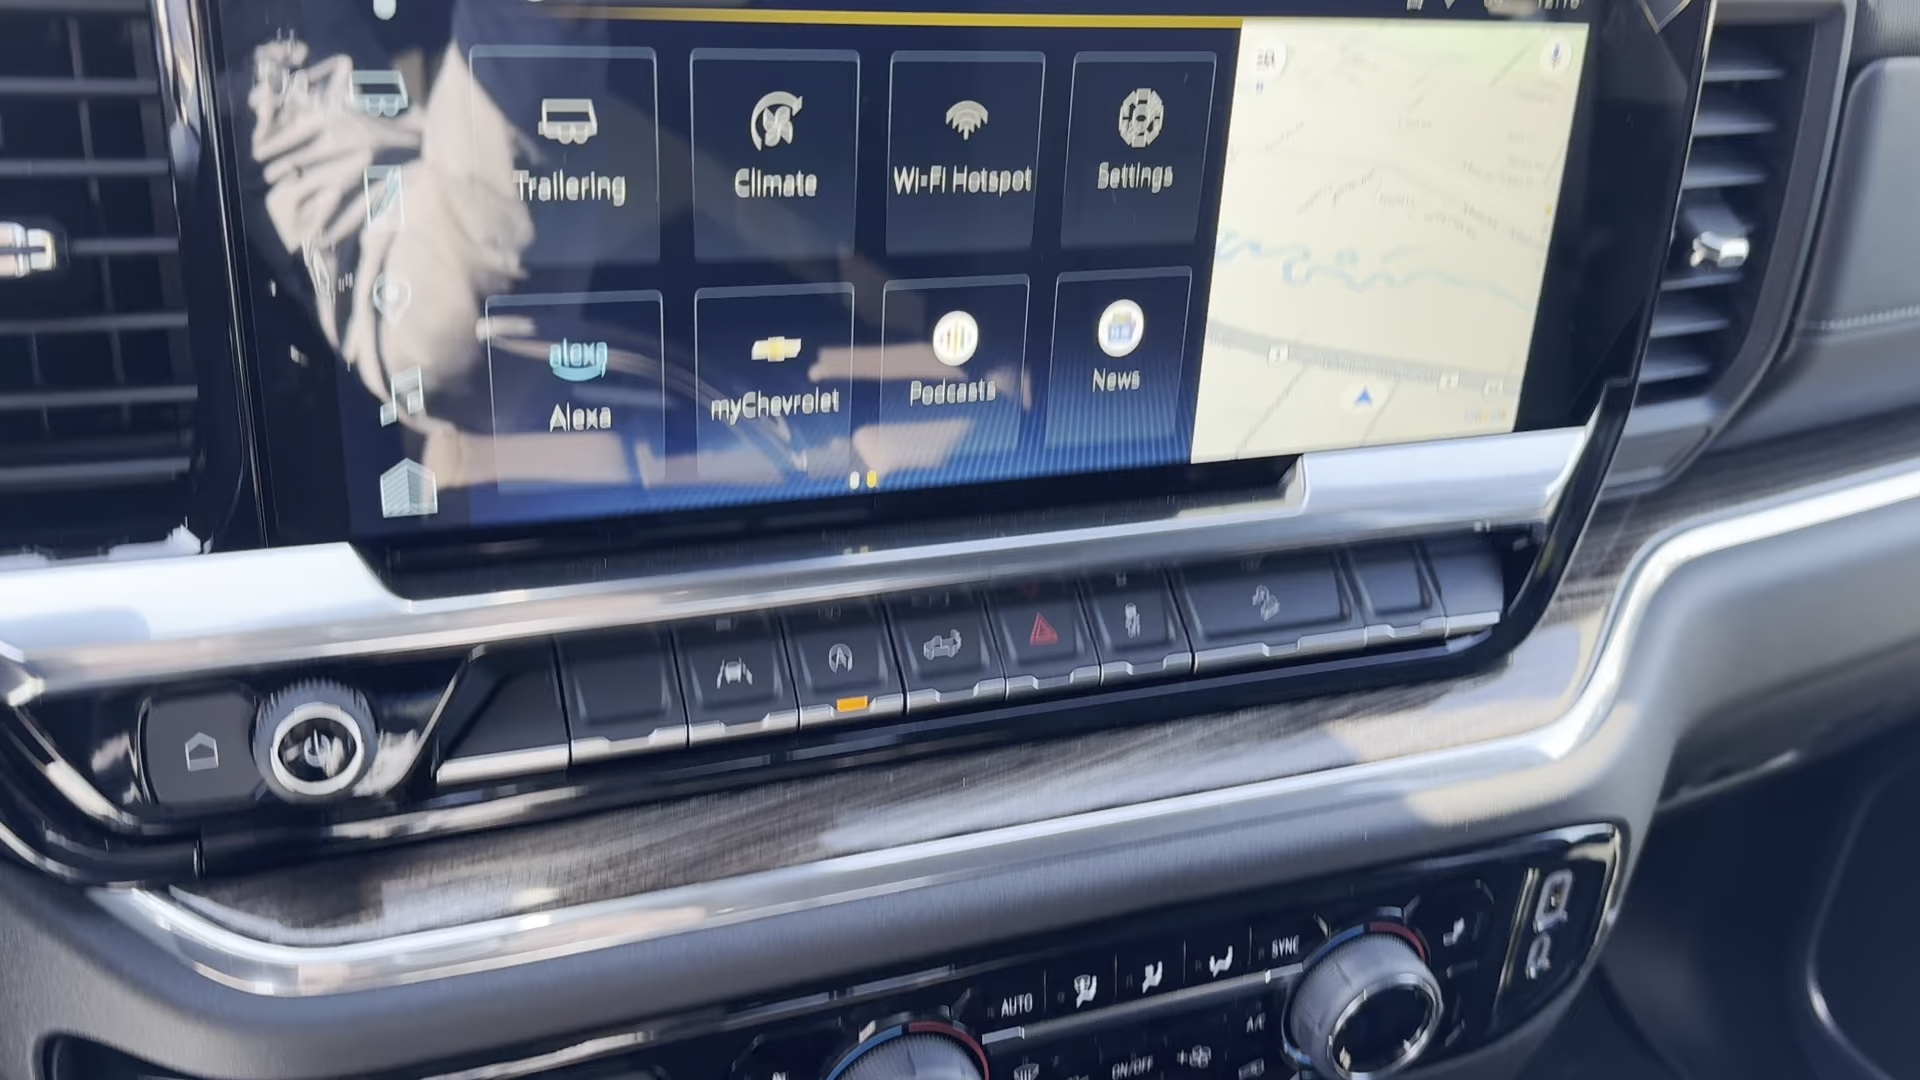 Trailering
Climate
Wi-Fi Hotspot
Settings
alexa
Alexa
myChevrolet
Podcasts
News
SYNC
AUTO
ON/OFF